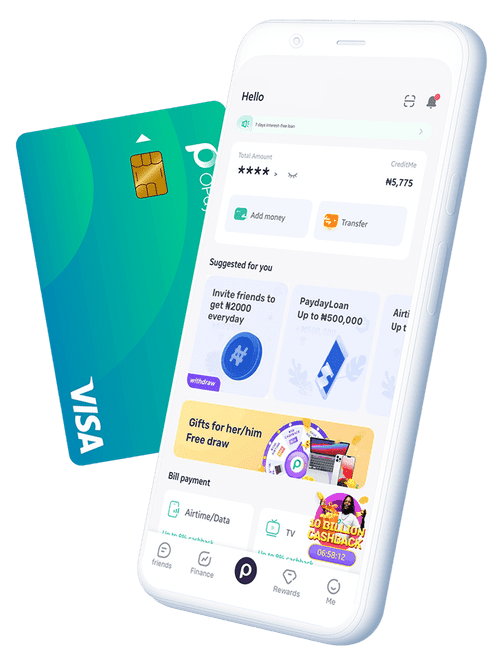 Hello
7 days interest-free loan
Total Amount
****
CreditMe
₦5,775
Add money
Transfer
Suggested for you
Invite friends to
get ₦2000
everyday
withdraw
PaydayLoan
Up to ₦500,000
Airti
Up t
Gifts for her/him
Free draw
Bill payment
Airtime/Data
TV
10 BILLION
CASHBACK
06:58:12
friends
Finance
Rewards
Me
VISA